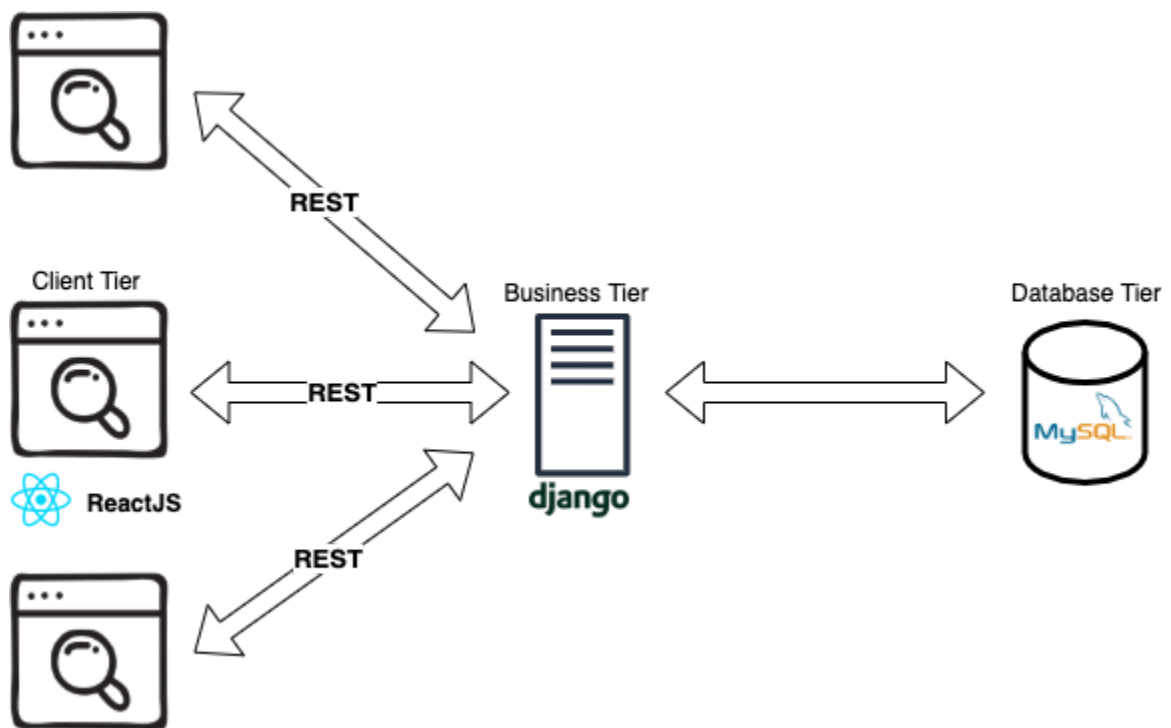 REST
Client Tier
Business Tier
Database Tier
REST
MySQL
ReactJS
django
REST